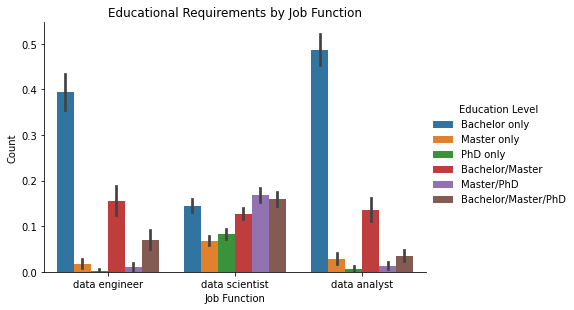 Educational Requirements by Job Function
0.5
0.4
0.3
0.2
0.1
0.0
Count
data engineer data scientist data analyst
Job Function
Education Level
Bachelor only
Master only
PhD only
Bachelor/Master
Master/PhD
Bachelor/Master/PhD